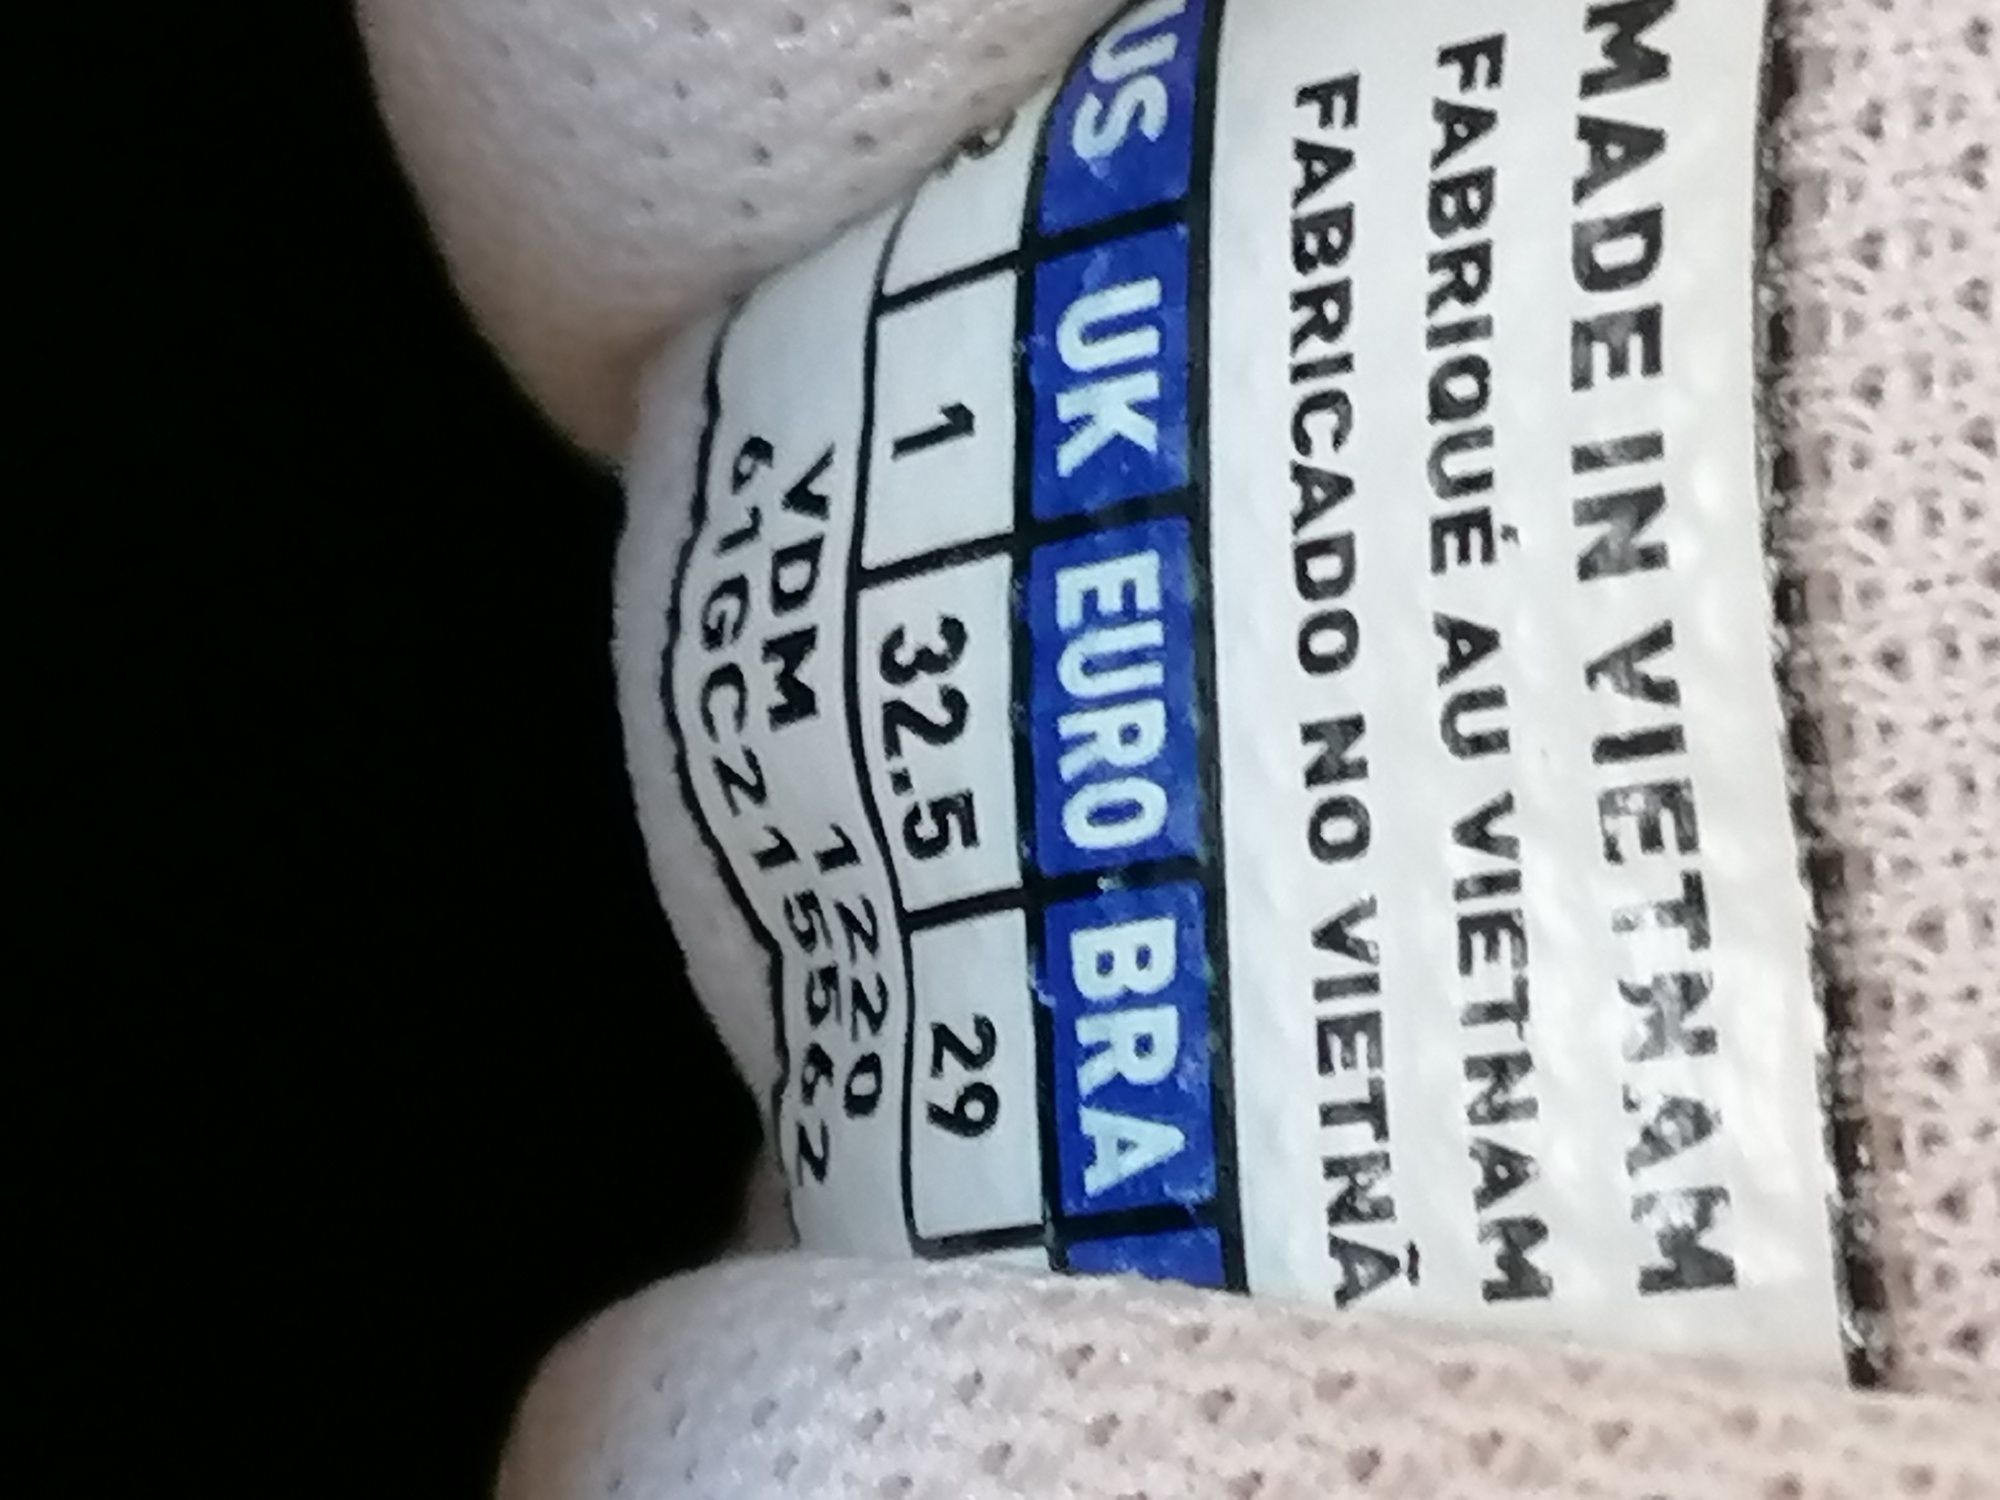 MADE IN VIETNAM
FABRIQUÉ AU VIETNAM
FABRICADO NO VIETNÃ
US UK EURO BRA
1 32.5 29
VDM 1220
61GC2155562